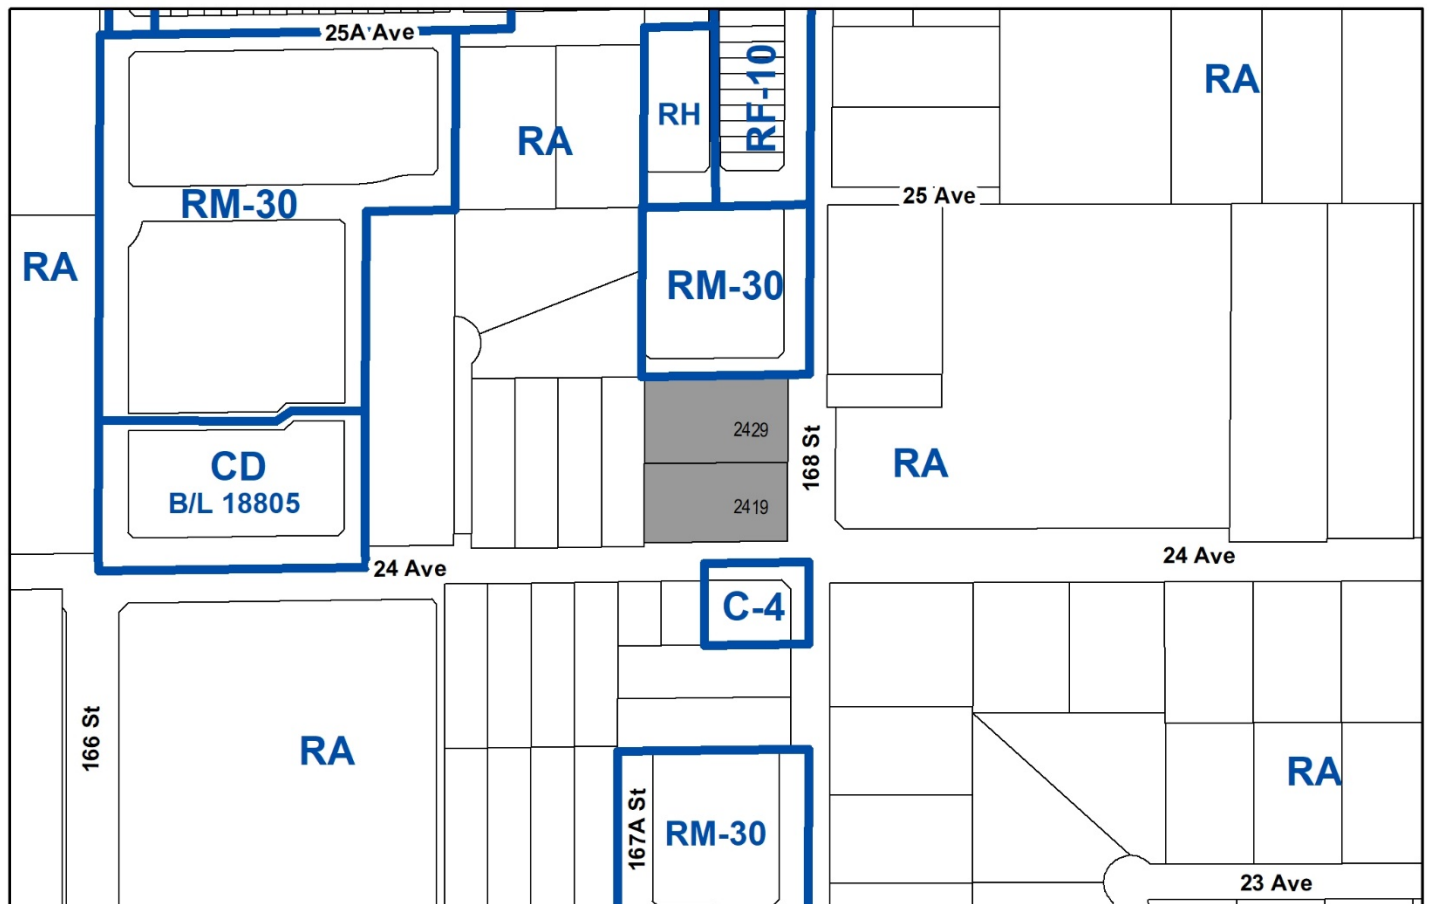 25A Ave
RA
RH
RF-10
RA
25 Ave
RM-30
RA
RM-30
2429
168 St
RA
CD
B/L 18805
2419
24 Ave
24 Ave
C-4
166 St
RA
RA
167A St
RM-30
23 Ave